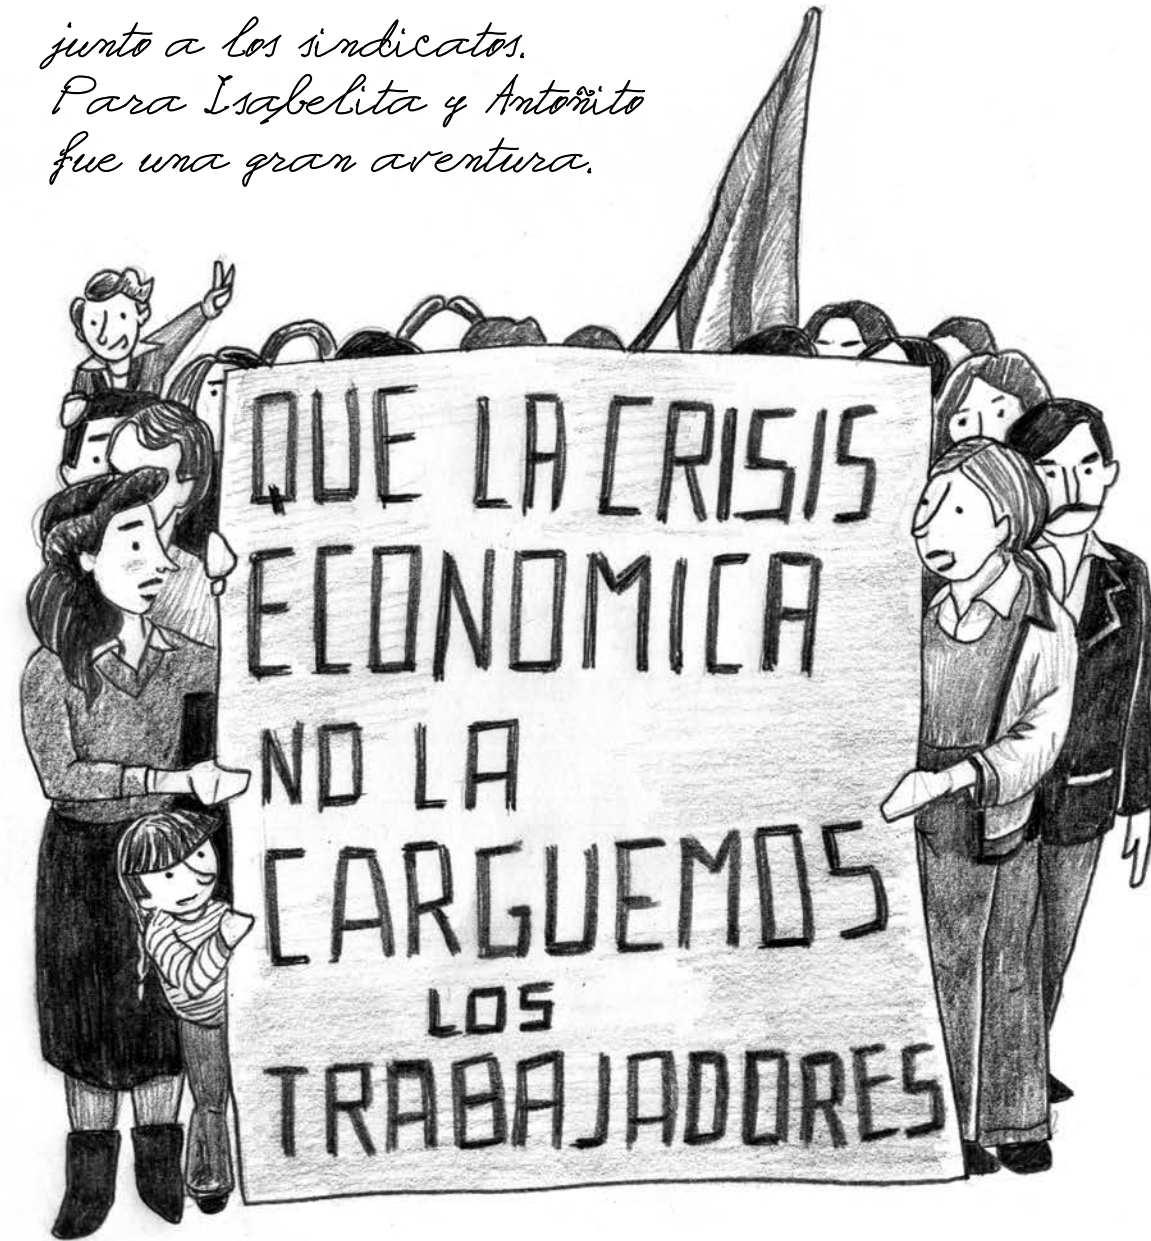 junto a los sindicatos.
Para Isabelita y Antoñito
fue una gran aventura.
QUE LA CRISIS
ECONOMICA
NO LA
CARGUEMOS
LOS
TRABAJADORES